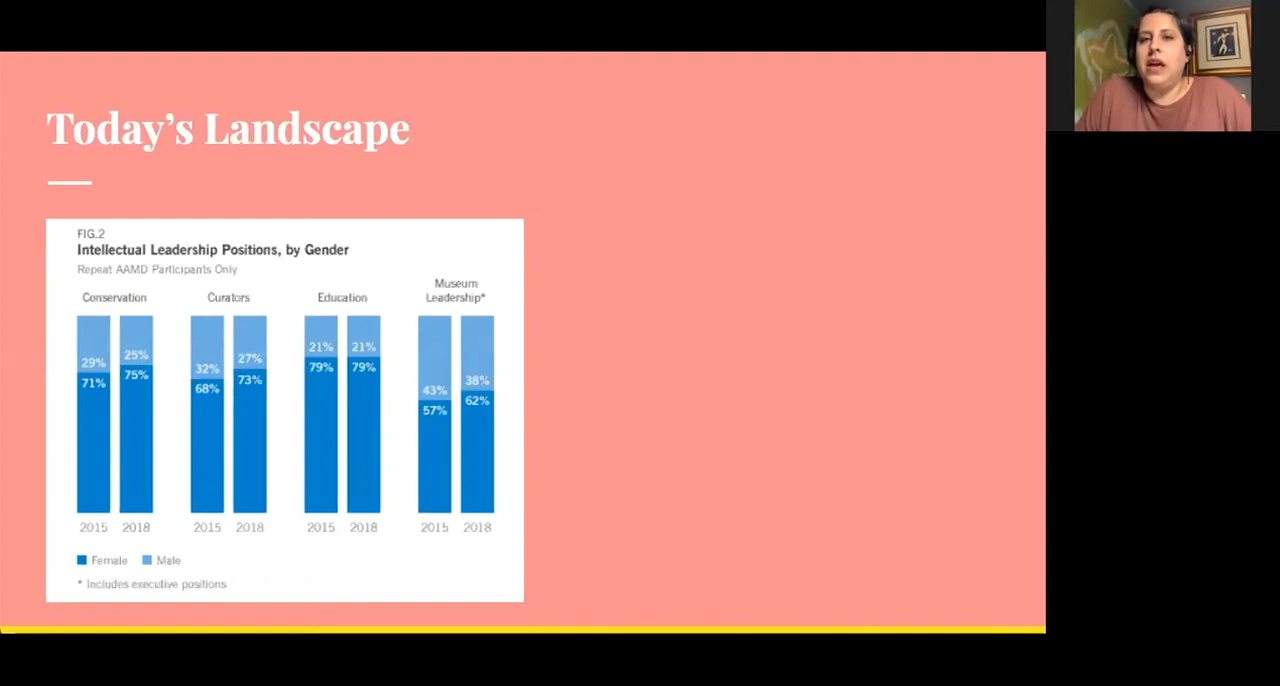 Today's Landscape
FIG.2
Intellectual Leadership Positions, by Gender
Repeat AAMD Participants Only
Conservation
Curators
Education
Museum
Leadership*
29%
71%
25%
75%
32%
68%
27%
73%
21%
79%
21%
79%
43%
57%
38%
62%
2015 2018
2015 2018
2015 2018
2015 2018
Female Male
* Includes executive positions